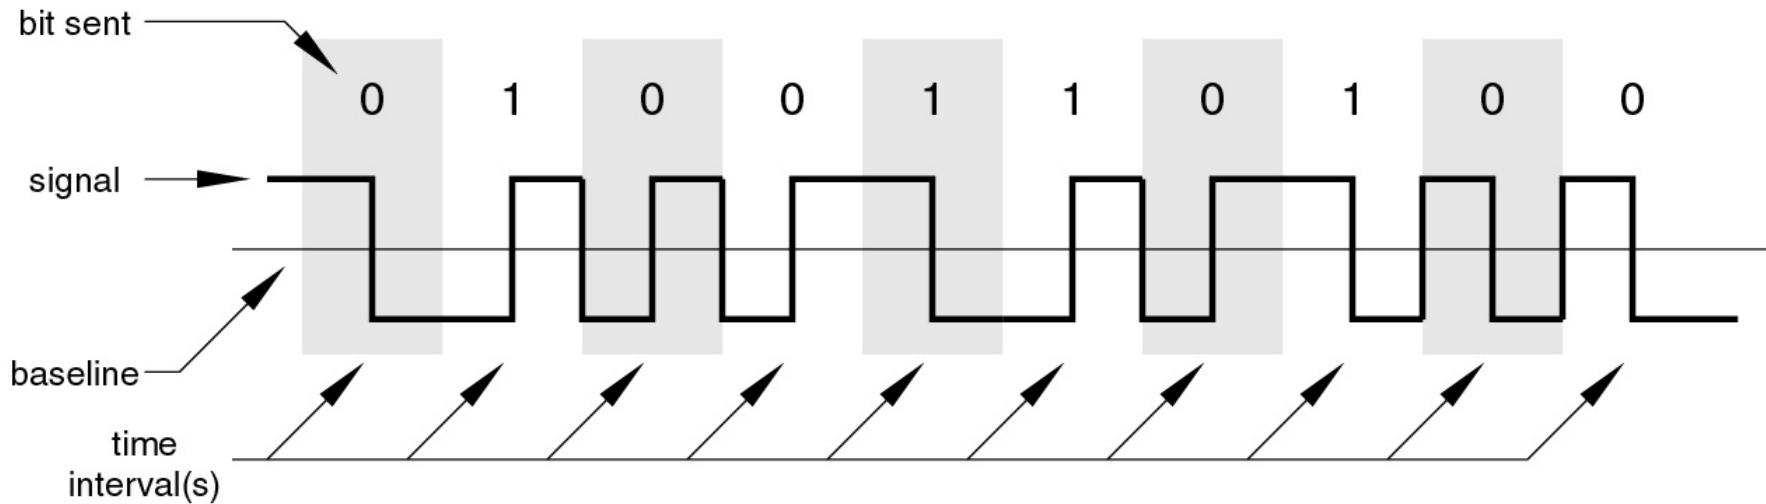 bit sent
0 1 0 0 1 1 0 1 0 0
signal
baseline
time
interval(s)